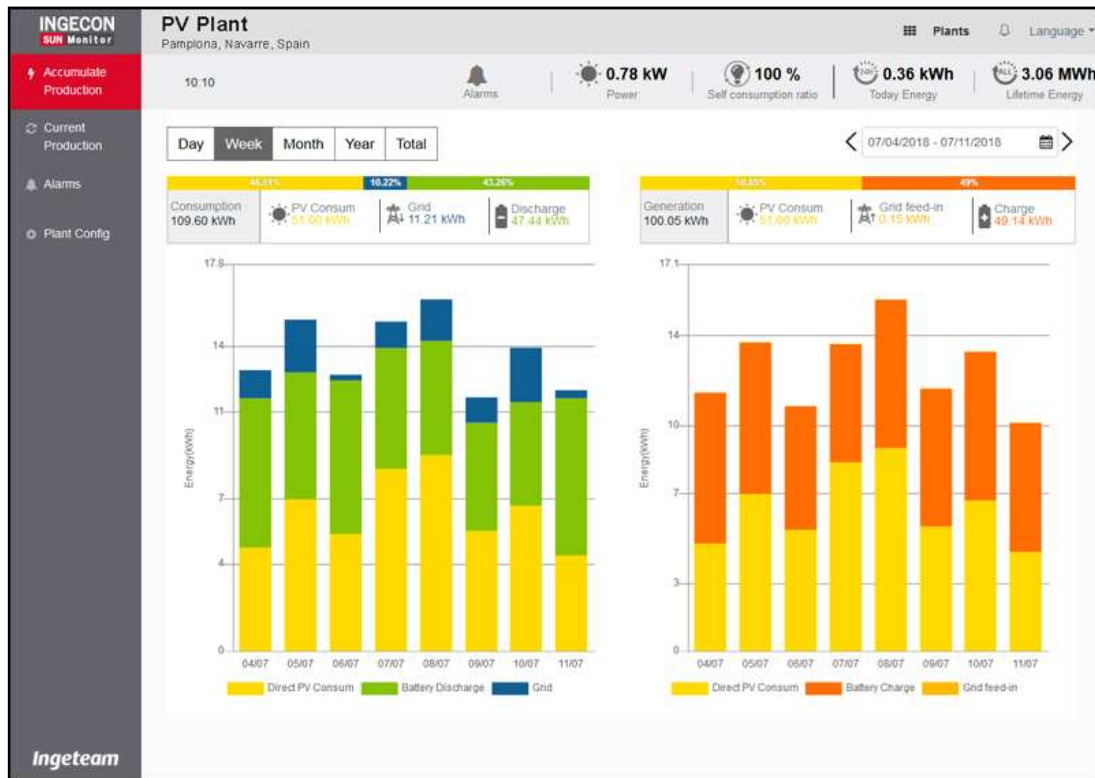 INGECON
SUN Monitor
PV Plant
Pamplona, Navarre, Spain
Plants
Language
Accumulate
Production
10:10
Alarms
0.78 kW
Power
100 %
Self consumption ratio
0.36 kWh
Today Energy
3.06 MWh
Lifetime Energy
Current
Production
Alarms
Plant Config
Day Week Month Year Total
07/04/2018 - 07/11/2018
10.22% 43.26%
Consumption
109.60 kWh
PV Consum
51.00 kWh
Grid
11.21 kWh
Discharge
47.44 kWh
49%
Generation
100.05 kWh
PV Consum
51.00 kWh
Grid feed-in
0.15 kWh
Charge
49.14 kWh
17.8
14
11
7
4
0
Energy(kWh)
04/07 05/07 06/07 07/07 08/07 09/07 10/07 11/07
Direct PV Consum Battery Discharge Grid
17.1
14
10
7
3
0
Energy(kWh)
04/07 05/07 06/07 07/07 08/07 09/07 10/07 11/07
Direct PV Consum Battery Charge Grid feed-in
Ingeteam